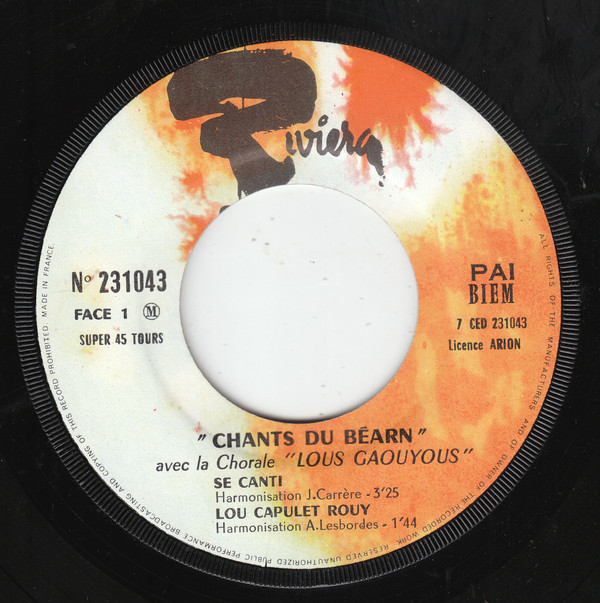 Riviera
N° 231043
FACE 1 M
SUPER 45 TOURS
PAI
BIEM
7 CED 231043
Licence ARION
"CHANTS DU BÉARN"
avec la Chorale "LOUS GAOUYOUS"
SE CANTI
Harmonisation J.Carrère - 3'25
LOU CAPULET ROUY
Harmonisation A.Lesbordes - 1'44
ALL RIGHTS OF THE MANUFACTURERS AND OF OWNER OF THE RECORDED WORK RESERVED UNAUTHORIZED PUBLIC PERFORMANCE BROADCASTING AND COPYING OF THIS RECORD PROHIBITED. MADE IN FRANCE.